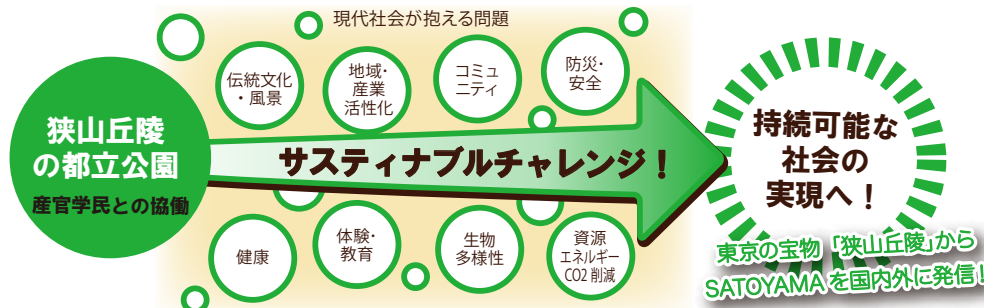 現代社会が抱える問題
伝統文化
・風景
地域・
産業
活性化
コミュ
ニティ
防災・
安全
狭山丘陵
の都立公園
産官学民との協働
サスティナブルチャレンジ！
持続可能な
社会の
実現へ！
健康
体験・
教育
生物
多様性
資源
エネルギー
CO2 削減
東京の宝物「狭山丘陵」から
SATOYAMA を国内外に発信！